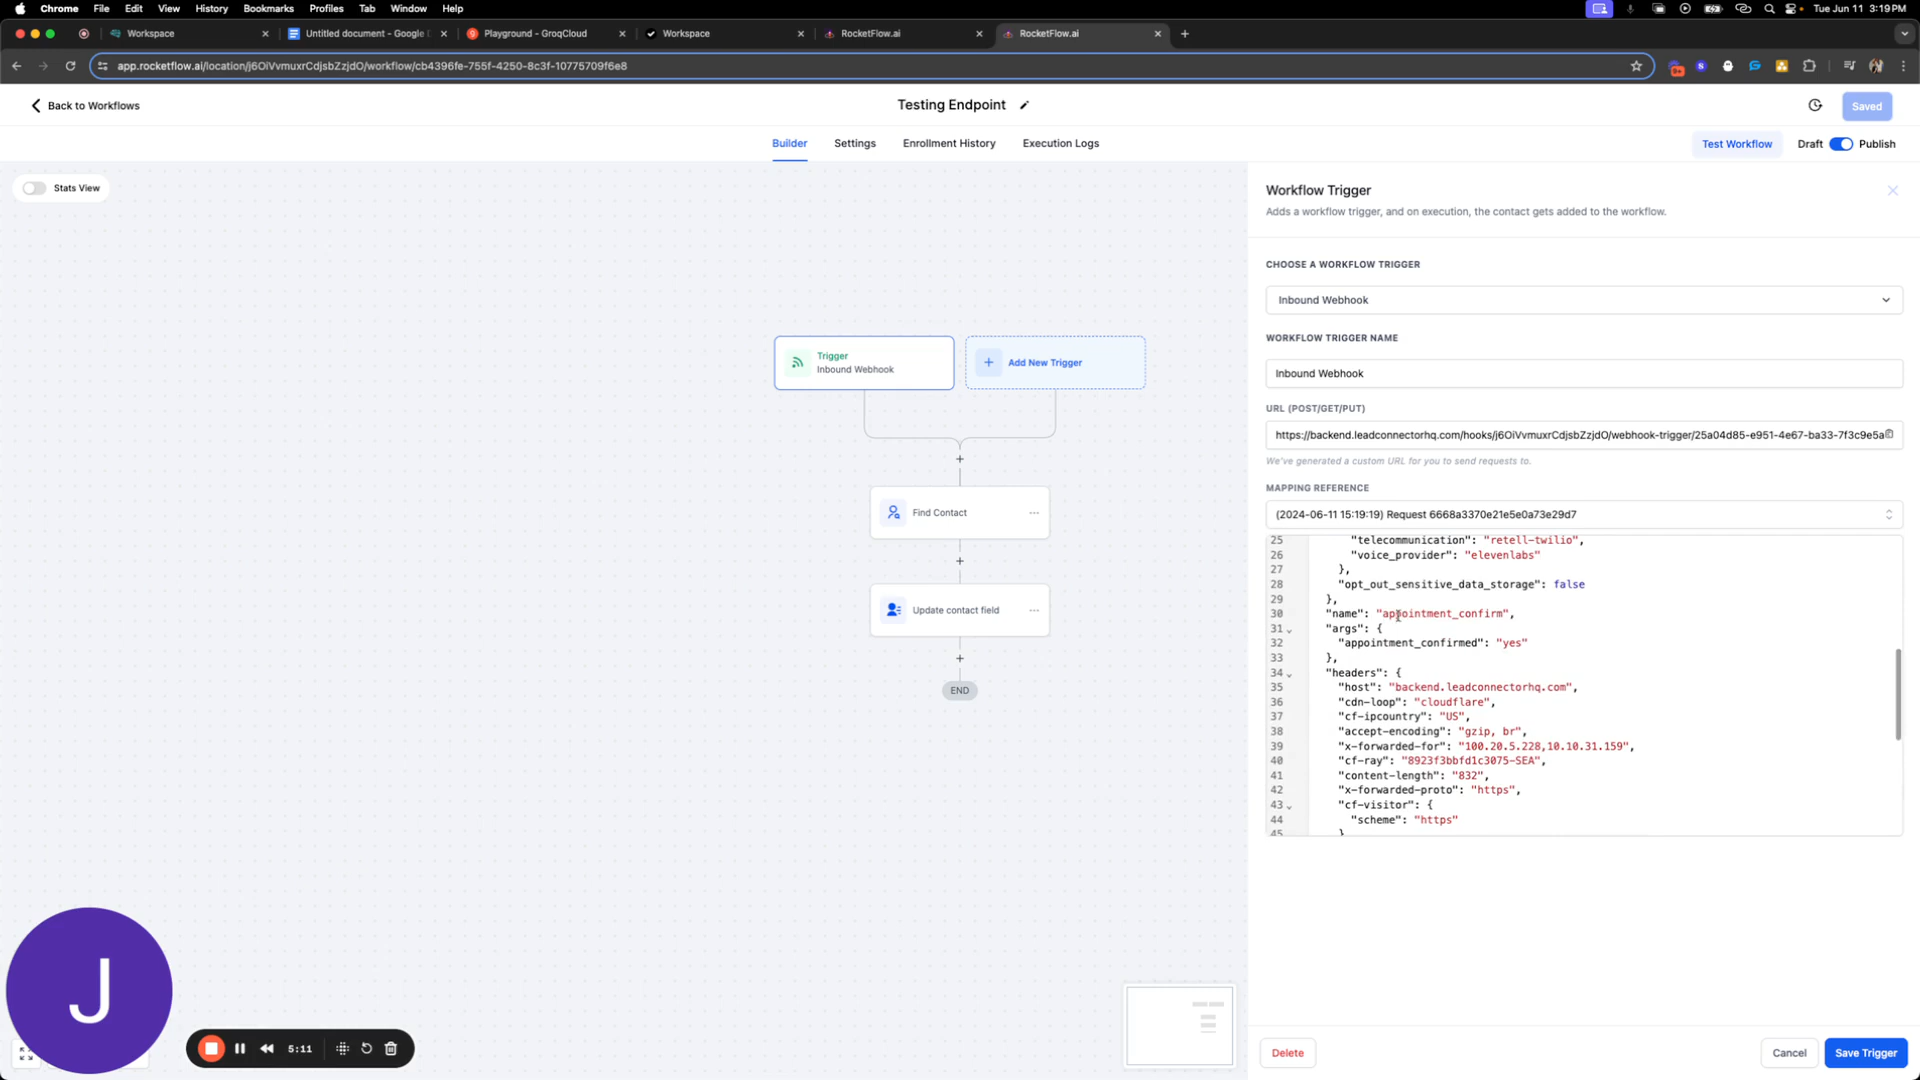 Chrome File Edit View History Bookmarks Profiles Tab Window Help
Tue Jun 11 3:19 PM
Workspace
Untitled document - Google
Playground - GroqCloud
Workspace
RocketFlow.ai
RocketFlow.ai
app.rocketflow.ai/location/j6OiVvmuxrCdjsbZzjdO/workflow/cb4396fe-755f-4250-8c3f-10775709f6e8
Back to Workflows
Testing Endpoint
Saved
Builder Settings Enrollment History Execution Logs
Test Workflow Draft Publish
Stats View
Trigger
Inbound Webhook
Add New Trigger
Find Contact
Update contact field
END
Workflow Trigger
Adds a workflow trigger, and on execution, the contact gets added to the workflow.
CHOOSE A WORKFLOW TRIGGER
Inbound Webhook
WORKFLOW TRIGGER NAME
Inbound Webhook
URL (POST/GET/PUT)
https://backend.leadconnectorhq.com/hooks/j6OiVvmuxrCdjsbZzjdO/webhook-trigger/25a04d85-e951-4e67-ba33-7f3c9e5a
We've generated a custom URL for you to send requests to.
MAPPING REFERENCE
(2024-06-11 15:19:19) Request 6668a3370e21e5e0a73e29d7
25 "telecommunication": "retell-twilio",
26 "voice_provider": "elevenlabs"
27 },
28 "opt_out_sensitive_data_storage": false
29 },
30 "name": "appointment_confirm",
31 "args": {
32 "appointment_confirmed": "yes"
33 },
34 "headers": {
35 "host": "backend.leadconnectorhq.com",
36 "cdn-loop": "cloudflare",
37 "cf-ipcountry": "US",
38 "accept-encoding": "gzip, br",
39 "x-forwarded-for": "100.20.5.228,10.10.31.159",
40 "cf-ray": "8923f3bbfd1c3075-SEA",
41 "content-length": "832",
42 "x-forwarded-proto": "https",
43 "cf-visitor": {
44 "scheme": "https"
45 }
J
5:11
Delete
Cancel
Save Trigger